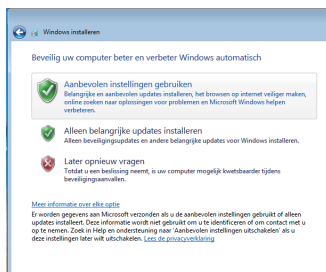 Windows installeren
Beveilig uw computer beter en verbeter Windows automatisch
Aanbevolen instellingen gebruiken
Belangrijke en aanbevolen updates installeren, het browsen op internet veiliger maken,
online zoeken naar oplossingen voor problemen en Microsoft Windows helpen
verbeteren.
Alleen belangrijke updates installeren
Alleen beveiligingsupdates en andere belangrijke updates voor Windows installeren.
Later opnieuw vragen
Totdat u een beslissing neemt, is uw computer mogelijk kwetsbaarder tijdens
beveiligingsaanvallen.
Meer informatie over elke optie
Er worden gegevens aan Microsoft verzonden als u de aanbevolen instellingen gebruikt of alleen
updates installeert. Deze informatie wordt niet gebruikt om u te identificeren of om contact met u
op te nemen. Zoek in Help en ondersteuning naar 'Aanbevolen instellingen uitschakelen' als u
deze instellingen later wilt uitschakelen. Lees de privacyverklaring